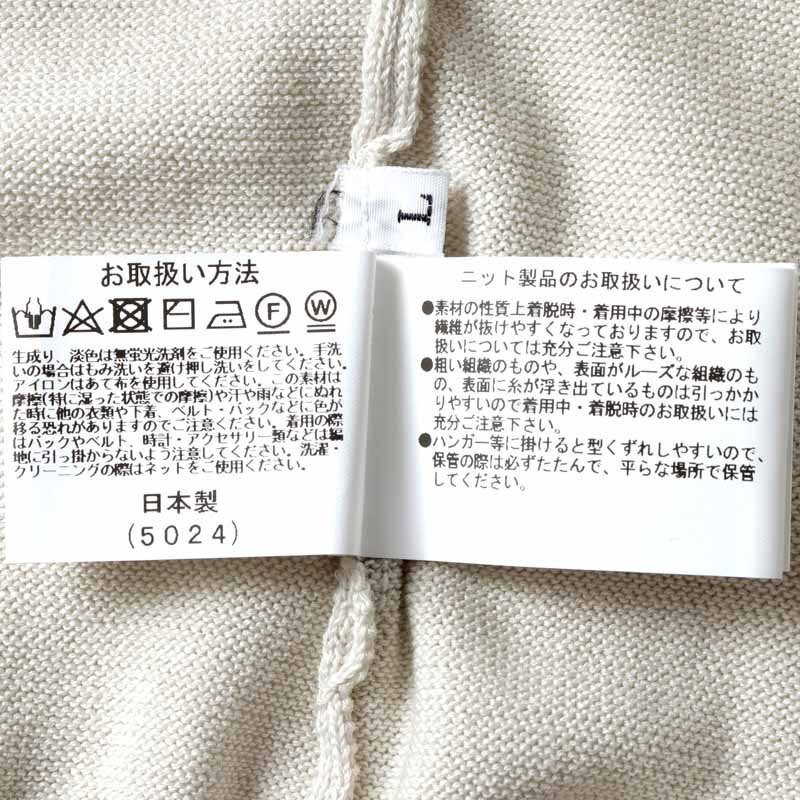 L
お取扱い方法
F W
生成り、淡色は無蛍光洗剤をご使用ください。手洗
いの場合はもみ洗いを避け押し洗いをしてください。
アイロンはあて布を使用してください。この素材は
摩擦(特に湿った状態での摩擦)や汗や雨などにぬれ
た時に他の衣類や下着、ベルト・バックなどに色が
移る恐れがありますのでご注意ください。着用の際
はバックやベルト、時計・アクセサリー類などは編
地に引っ掛からないよう注意してください。洗濯・
クリーニングの際はネットをご使用ください。
日本製
(5024)
ニット製品のお取扱いについて
●素材の性質上着脱時・着用中の摩擦等により
繊維が抜けやすくなっておりますので、お取
扱いについては充分ご注意下さい。
●粗い組織のものや、表面がルーズな組織のも
の、表面に糸が浮き出ているものは引っかか
りやすいので着用中・着脱時のお取扱いには
充分ご注意下さい。
●ハンガー等に掛けると型くずれしやすいので、
保管の際は必ずたたんで、平らな場所で保管
してください。